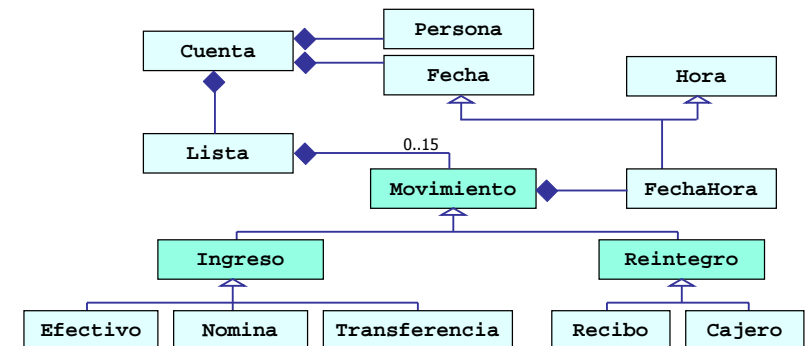 Persona
Cuenta
Fecha
Hora
Lista
0..15
Movimiento
FechaHora
Ingreso
Reintegro
Efectivo
Nomina
Transferencia
Recibo
Cajero